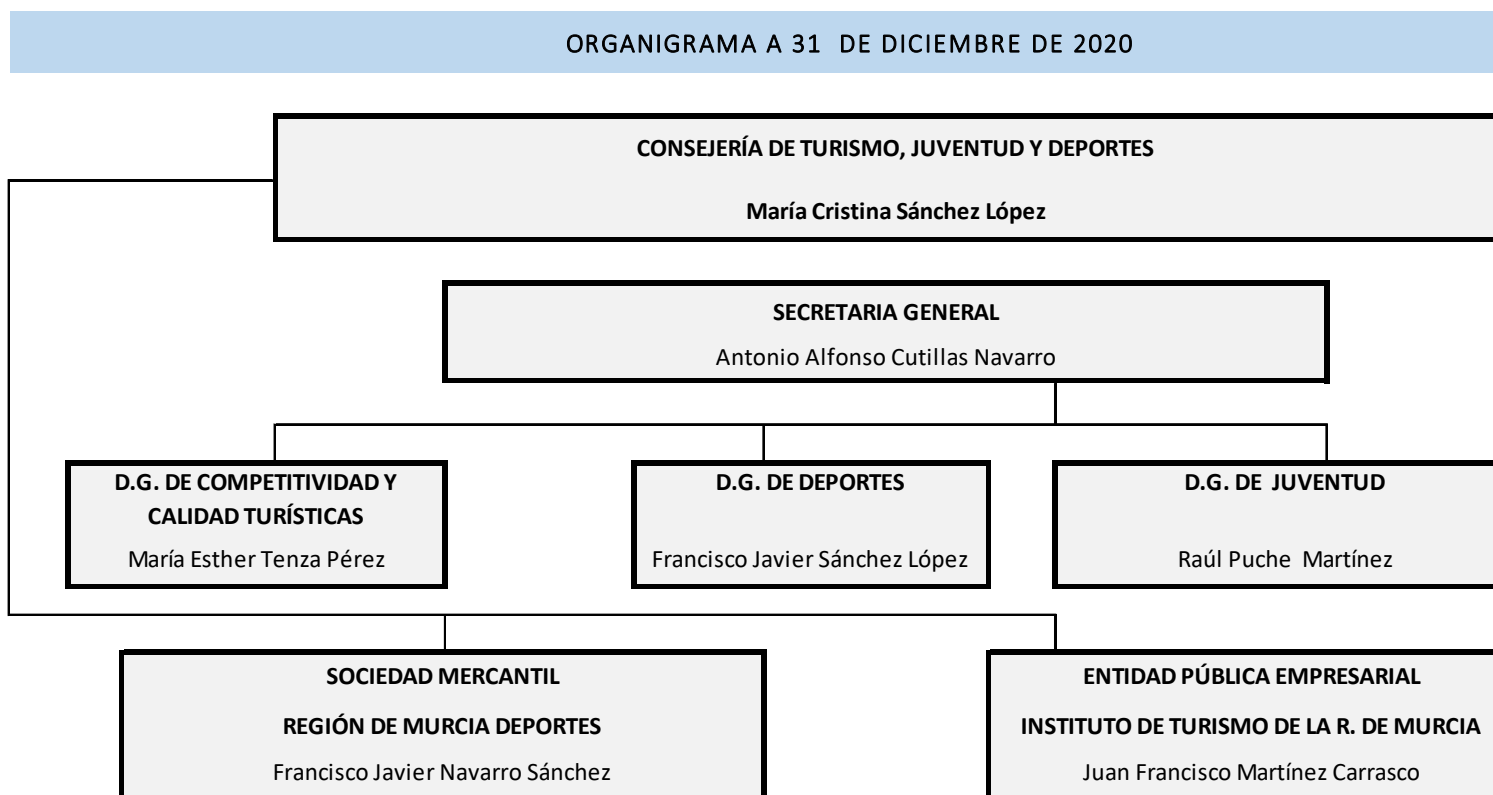 ORGANIGRAMA A 31 DE DICIEMBRE DE 2020
CONSEJERÍA DE TURISMO, JUVENTUD Y DEPORTES
María Cristina Sánchez López
SECRETARIA GENERAL
Antonio Alfonso Cutillas Navarro
D.G. DE COMPETITIVIDAD Y
CALIDAD TURÍSTICAS
María Esther Tenza Pérez
D.G. DE DEPORTES
Francisco Javier Sánchez López
D.G. DE JUVENTUD
Raúl Puche Martínez
SOCIEDAD MERCANTIL
REGIÓN DE MURCIA DEPORTES
Francisco Javier Navarro Sánchez
ENTIDAD PÚBLICA EMPRESARIAL
INSTITUTO DE TURISMO DE LA R. DE MURCIA
Juan Francisco Martínez Carrasco